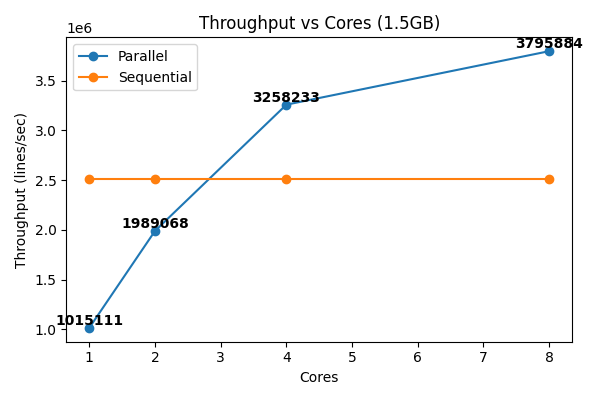 Throughput vs Cores (1.5GB)
1e6
Parallel
Sequential
3795884
3258233
1989068
1015111
3.5
3.0
2.5
2.0
1.5
1.0
Throughput (lines/sec)
1 2 3 4 5 6 7 8
Cores